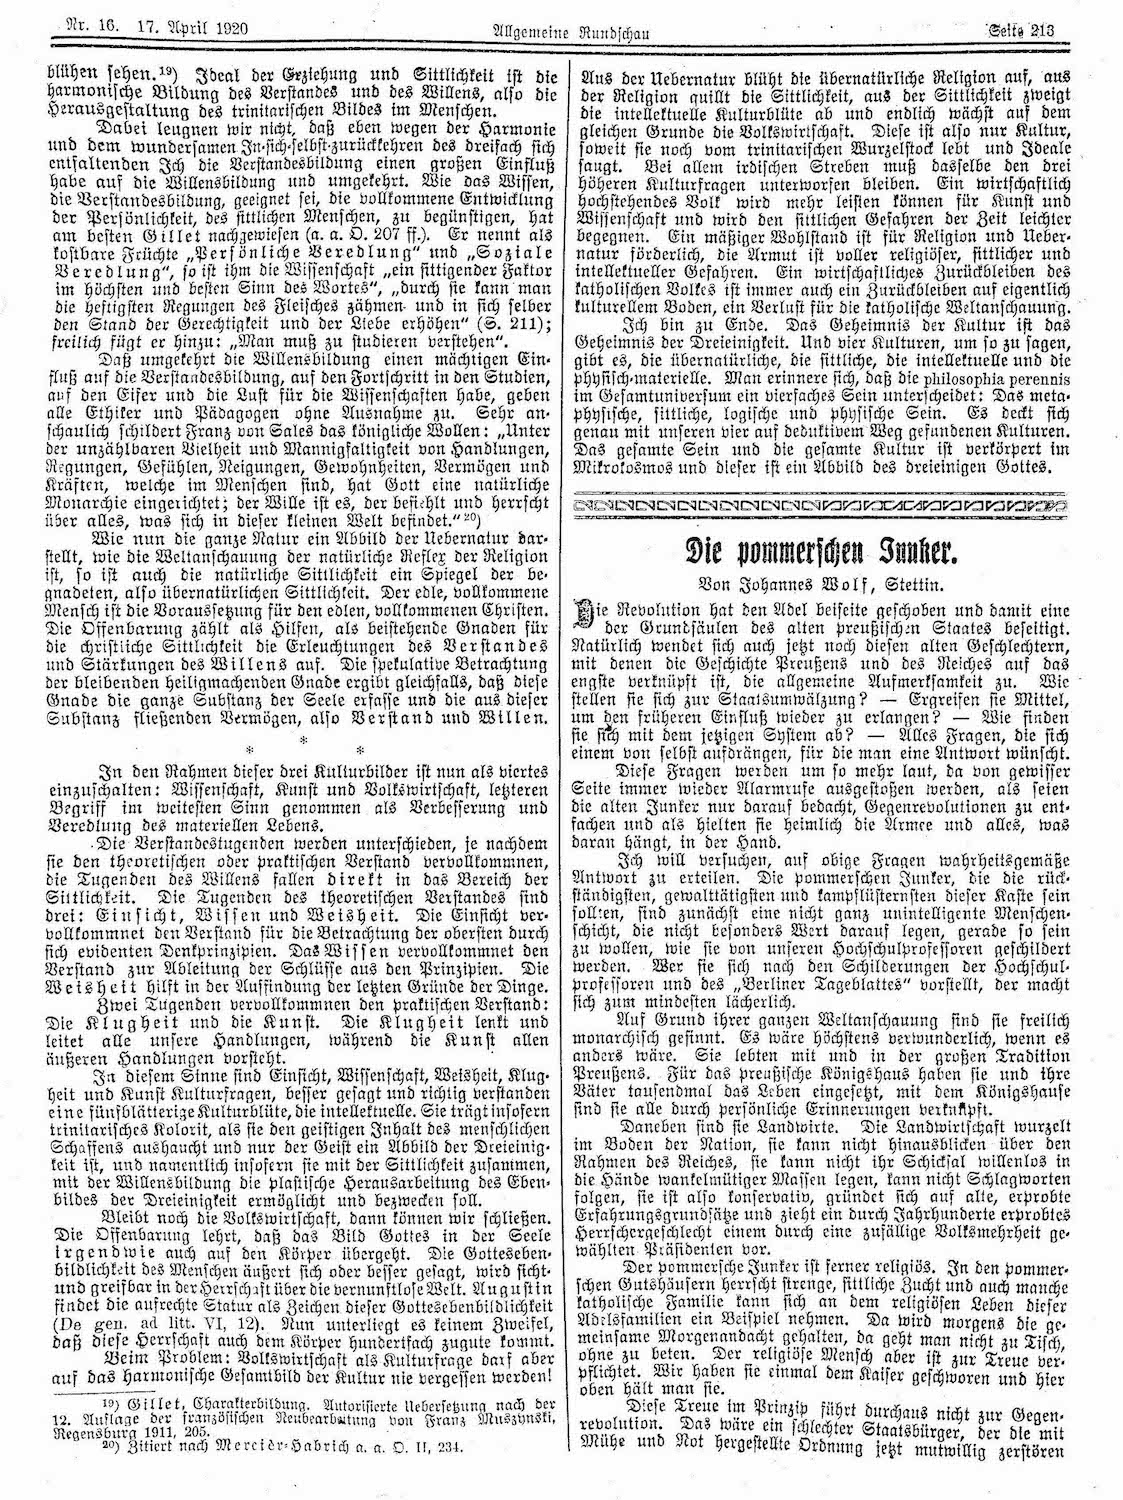 Nr. 16. 17. April 1920
Allgemeine Rundschau
Seite 213
blühen sehen.¹⁹) Ideal der Erziehung und Sittlichkeit ist die
harmonische Bildung des Verstandes und des Willens, also die
Herausgestaltung des trinitarischen Bildes im Menschen.
Dabei leugnen wir nicht, daß eben wegen der Harmonie
und dem wundersamen In-sich-selbst-zurückkehren des dreifach sich
entfaltenden Ich die Verstandesbildung einen großen Einfluß
habe auf die Willensbildung und umgekehrt. Wie das Wissen,
die Verstandesbildung, geeignet sei, die vollkommene Entwicklung
der Persönlichkeit, des sittlichen Menschen, zu begünstigen, hat
am besten Gillet nachgewiesen (a. a. O. 207 ff.). Er nennt als
kostbare Früchte „Persönliche Veredlung“ und „Soziale
Veredlung“, so ist ihm die Wissenschaft „ein sittigender Faktor
im höchsten und besten Sinn des Wortes“, „durch sie kann man
die heftigsten Regungen des Fleisches zähmen und in sich selber
den Stand der Gerechtigkeit und der Liebe erhöhen“ (S. 211);
freilich fügt er hinzu: „Man muß zu studieren verstehen“.
Daß umgekehrt die Willensbildung einen mächtigen Ein-
fluß auf die Verstandesbildung, auf den Fortschritt in den Studien,
auf den Eifer und die Lust für die Wissenschaften habe, geben
alle Ethiker und Pädagogen ohne Ausnahme zu. Sehr an-
schaulich schildert Franz von Sales das königliche Wollen: „Unter
der unzählbaren Vielheit und Mannigfaltigkeit von Handlungen,
Regungen, Gefühlen, Neigungen, Gewohnheiten, Vermögen und
Kräften, welche im Menschen sind, hat Gott eine natürliche
Monarchie eingerichtet; der Wille ist es, der befiehlt und herrscht
über alles, was sich in dieser kleinen Welt befindet.“²⁰)
Wie nun die ganze Natur ein Abbild der Uebernatur dar-
stellt, wie die Weltanschauung der natürliche Reflex der Religion
ist, so ist auch die natürliche Sittlichkeit ein Spiegel der be-
gnadeten, also übernatürlichen Sittlichkeit. Der edle, vollkommene
Mensch ist die Voraussetzung für den edlen, vollkommenen Christen.
Die Offenbarung zählt als Hilfen, als beistehende Gnaden für
die christliche Sittlichkeit die Erleuchtungen des Verstandes
und Stärkungen des Willens auf. Die spekulative Betrachtung
der bleibenden heiligmachenden Gnade ergibt gleichfalls, daß diese
Gnade die ganze Substanz der Seele erfasse und die aus dieser
Substanz fließenden Vermögen, also Verstand und Willen.
* * *
In den Rahmen dieser drei Kulturbilder ist nun als viertes
einzuschalten: Wissenschaft, Kunst und Volkswirtschaft, letzteren
Begriff im weitesten Sinn genommen als Verbesserung und
Veredlung des materiellen Lebens.
Die Verstandestugenden werden unterschieden, je nachdem
sie den theoretischen oder praktischen Verstand vervollkommnen,
die Tugenden des Willens fallen direkt in das Bereich der
Sittlichkeit. Die Tugenden des theoretischen Verstandes sind
drei: Einsicht, Wissen und Weisheit. Die Einsicht ver-
vollkommnet den Verstand für die Betrachtung der obersten durch
sich evidenten Denkprinzipien. Das Wissen vervollkommnet den
Verstand zur Ableitung der Schlüsse aus den Prinzipien. Die
Weisheit hilft in der Auffindung der letzten Gründe der Dinge.
Zwei Tugenden vervollkommnen den praktischen Verstand:
Die Klugheit und die Kunst. Die Klugheit lenkt und
leitet alle unsere Handlungen, während die Kunst allen
äußeren Handlungen vorsteht.
In diesem Sinne sind Einsicht, Wissenschaft, Weisheit, Klug-
heit und Kunst Kulturfragen, besser gesagt und richtig verstanden
eine fünfblätterige Kulturblüte, die intellektuelle. Sie trägt insofern
trinitarisches Kolorit, als sie den geistigen Inhalt des menschlichen
Schaffens aushaucht und nur der Geist ein Abbild der Dreieinig-
keit ist, und namentlich insofern sie mit der Sittlichkeit zusammen,
mit der Willensbildung die plastische Herausarbeitung des Eben-
bildes der Dreieinigkeit ermöglicht und bezwecken soll.
Bleibt noch die Volkswirtschaft, dann können wir schließen.
Die Offenbarung lehrt, daß das Bild Gottes in der Seele
irgendwie auch auf den Körper übergeht. Die Gotteseben-
bildlichkeit des Menschen äußert sich oder besser gesagt, wird sicht-
und greifbar in der Herrschaft über die vernunftlose Welt. Augustin
findet die aufrechte Statur als Zeichen dieser Gottesebenbildlichkeit
(De gen. ad litt. VI, 12). Nun unterliegt es keinem Zweifel,
daß diese Herrschaft auch dem Körper hundertfach zugute kommt.
Beim Problem: Volkswirtschaft als Kulturfrage darf aber
auf das harmonische Gesamtbild der Kultur nie vergessen werden!
¹⁹) Gillet, Charakterbildung. Autorisierte Uebersetzung nach der
12. Auflage der französischen Neubearbeitung von Franz Muszynski,
Regensburg 1911, 205.
²⁰) Zitiert nach Mercier-Habrich a. a. O. II, 234.
Aus der Uebernatur blüht die übernatürliche Religion auf, aus
der Religion quillt die Sittlichkeit, aus der Sittlichkeit zweigt
die intellektuelle Kulturblüte ab und endlich wächst auf dem
gleichen Grunde die Volkswirtschaft. Diese ist also nur Kultur,
soweit sie noch vom trinitarischen Wurzelstock lebt und Ideale
saugt. Bei allem irdischen Streben muß dasselbe den drei
höheren Kulturfragen unterworfen bleiben. Ein wirtschaftlich
hochstehendes Volk wird mehr leisten können für Kunst und
Wissenschaft und wird den sittlichen Gefahren der Zeit leichter
begegnen. Ein mäßiger Wohlstand ist für Religion und Ueber-
natur förderlich, die Armut ist voller religiöser, sittlicher und
intellektueller Gefahren. Ein wirtschaftliches Zurückbleiben des
katholischen Volkes ist immer auch ein Zurückbleiben auf eigentlich
kulturellem Boden, ein Verlust für die katholische Weltanschauung.
Ich bin zu Ende. Das Geheimnis der Kultur ist das
Geheimnis der Dreieinigkeit. Und vier Kulturen, um so zu sagen,
gibt es, die übernatürliche, die sittliche, die intellektuelle und die
physisch-materielle. Man erinnere sich, daß die philosophia perennis
im Gesamtuniversum ein vierfaches Sein unterscheidet: Das meta-
physische, sittliche, logische und physische Sein. Es deckt sich
genau mit unseren vier auf deduktivem Weg gefundenen Kulturen.
Das gesamte Sein und die gesamte Kultur ist verkörpert im
Mikrokosmos und dieser ist ein Abbild des dreieinigen Gottes.
Die pommerschen Junker.
Von Johannes Wolf, Stettin.
Die Revolution hat den Adel beiseite geschoben und damit eine
der Grundsäulen des alten preußischen Staates beseitigt.
Natürlich wendet sich auch jetzt noch diesen alten Geschlechtern,
mit denen die Geschichte Preußens und des Reiches auf das
engste verknüpft ist, die allgemeine Aufmerksamkeit zu. Wie
stellen sie sich zur Staatsumwälzung? — Ergreifen sie Mittel,
um den früheren Einfluß wieder zu erlangen? — Wie finden
sie sich mit dem jetzigen System ab? — Alles Fragen, die sich
einem von selbst aufdrängen, für die man eine Antwort wünscht.
Diese Fragen werden um so mehr laut, da von gewisser
Seite immer wieder Alarmrufe ausgestoßen werden, als seien
die alten Junker nur darauf bedacht, Gegenrevolutionen zu ent-
fachen und als hielten sie heimlich die Armee und alles, was
daran hängt, in der Hand.
Ich will versuchen, auf obige Fragen wahrheitsgemäße
Antwort zu erteilen. Die pommerschen Junker, die die rück-
ständigsten, gewalttätigsten und kampflüsternsten dieser Kaste sein
sollten, sind zunächst eine nicht ganz unintelligente Menschen-
schicht, die nicht besonders Wert darauf legen, gerade so sein
zu wollen, wie sie von unseren Hochschulprofessoren geschildert
werden. Wer sie sich nach den Schilderungen der Hochschul-
professoren und des „Berliner Tageblattes“ vorstellt, der macht
sich zum mindesten lächerlich.
Auf Grund ihrer ganzen Weltanschauung sind sie freilich
monarchisch gesinnt. Es wäre höchstens verwunderlich, wenn es
anders wäre. Sie lebten mit und in der großen Tradition
Preußens. Für das preußische Königshaus haben sie und ihre
Väter tausendmal das Leben eingesetzt, mit dem Königshause
sind sie alle durch persönliche Erinnerungen verknüpft.
Daneben sind sie Landwirte. Die Landwirtschaft wurzelt
im Boden der Nation, sie kann nicht hinausblicken über den
Rahmen des Reiches, sie kann nicht ihr Schicksal willenlos in
die Hände wankelmütiger Massen legen, kann nicht Schlagworten
folgen, sie ist also konservativ, gründet sich auf alte, erprobte
Erfahrungsgrundsätze und zieht ein durch Jahrhunderte erprobtes
Herrschergeschlecht einem durch eine zufällige Volksmehrheit ge-
wählten Präsidenten vor.
Der pommersche Junker ist ferner religiös. In den pommer-
schen Gutshäusern herrscht strenge, sittliche Zucht und auch manche
katholische Familie kann sich an dem religiösen Leben dieser
Adelsfamilien ein Beispiel nehmen. Da wird morgens die ge-
meinsame Morgenandacht gehalten, da geht man nicht zu Tisch,
ohne zu beten. Der religiöse Mensch aber ist zur Treue ver-
pflichtet. Wir haben sie einmal dem Kaiser geschworen und hier
oben hält man sie.
Diese Treue im Prinzip führt durchaus nicht zur Gegen-
revolution. Das wäre ein schlechter Staatsbürger, der die mit
Mühe und Not hergestellte Ordnung jetzt mutwillig zerstören